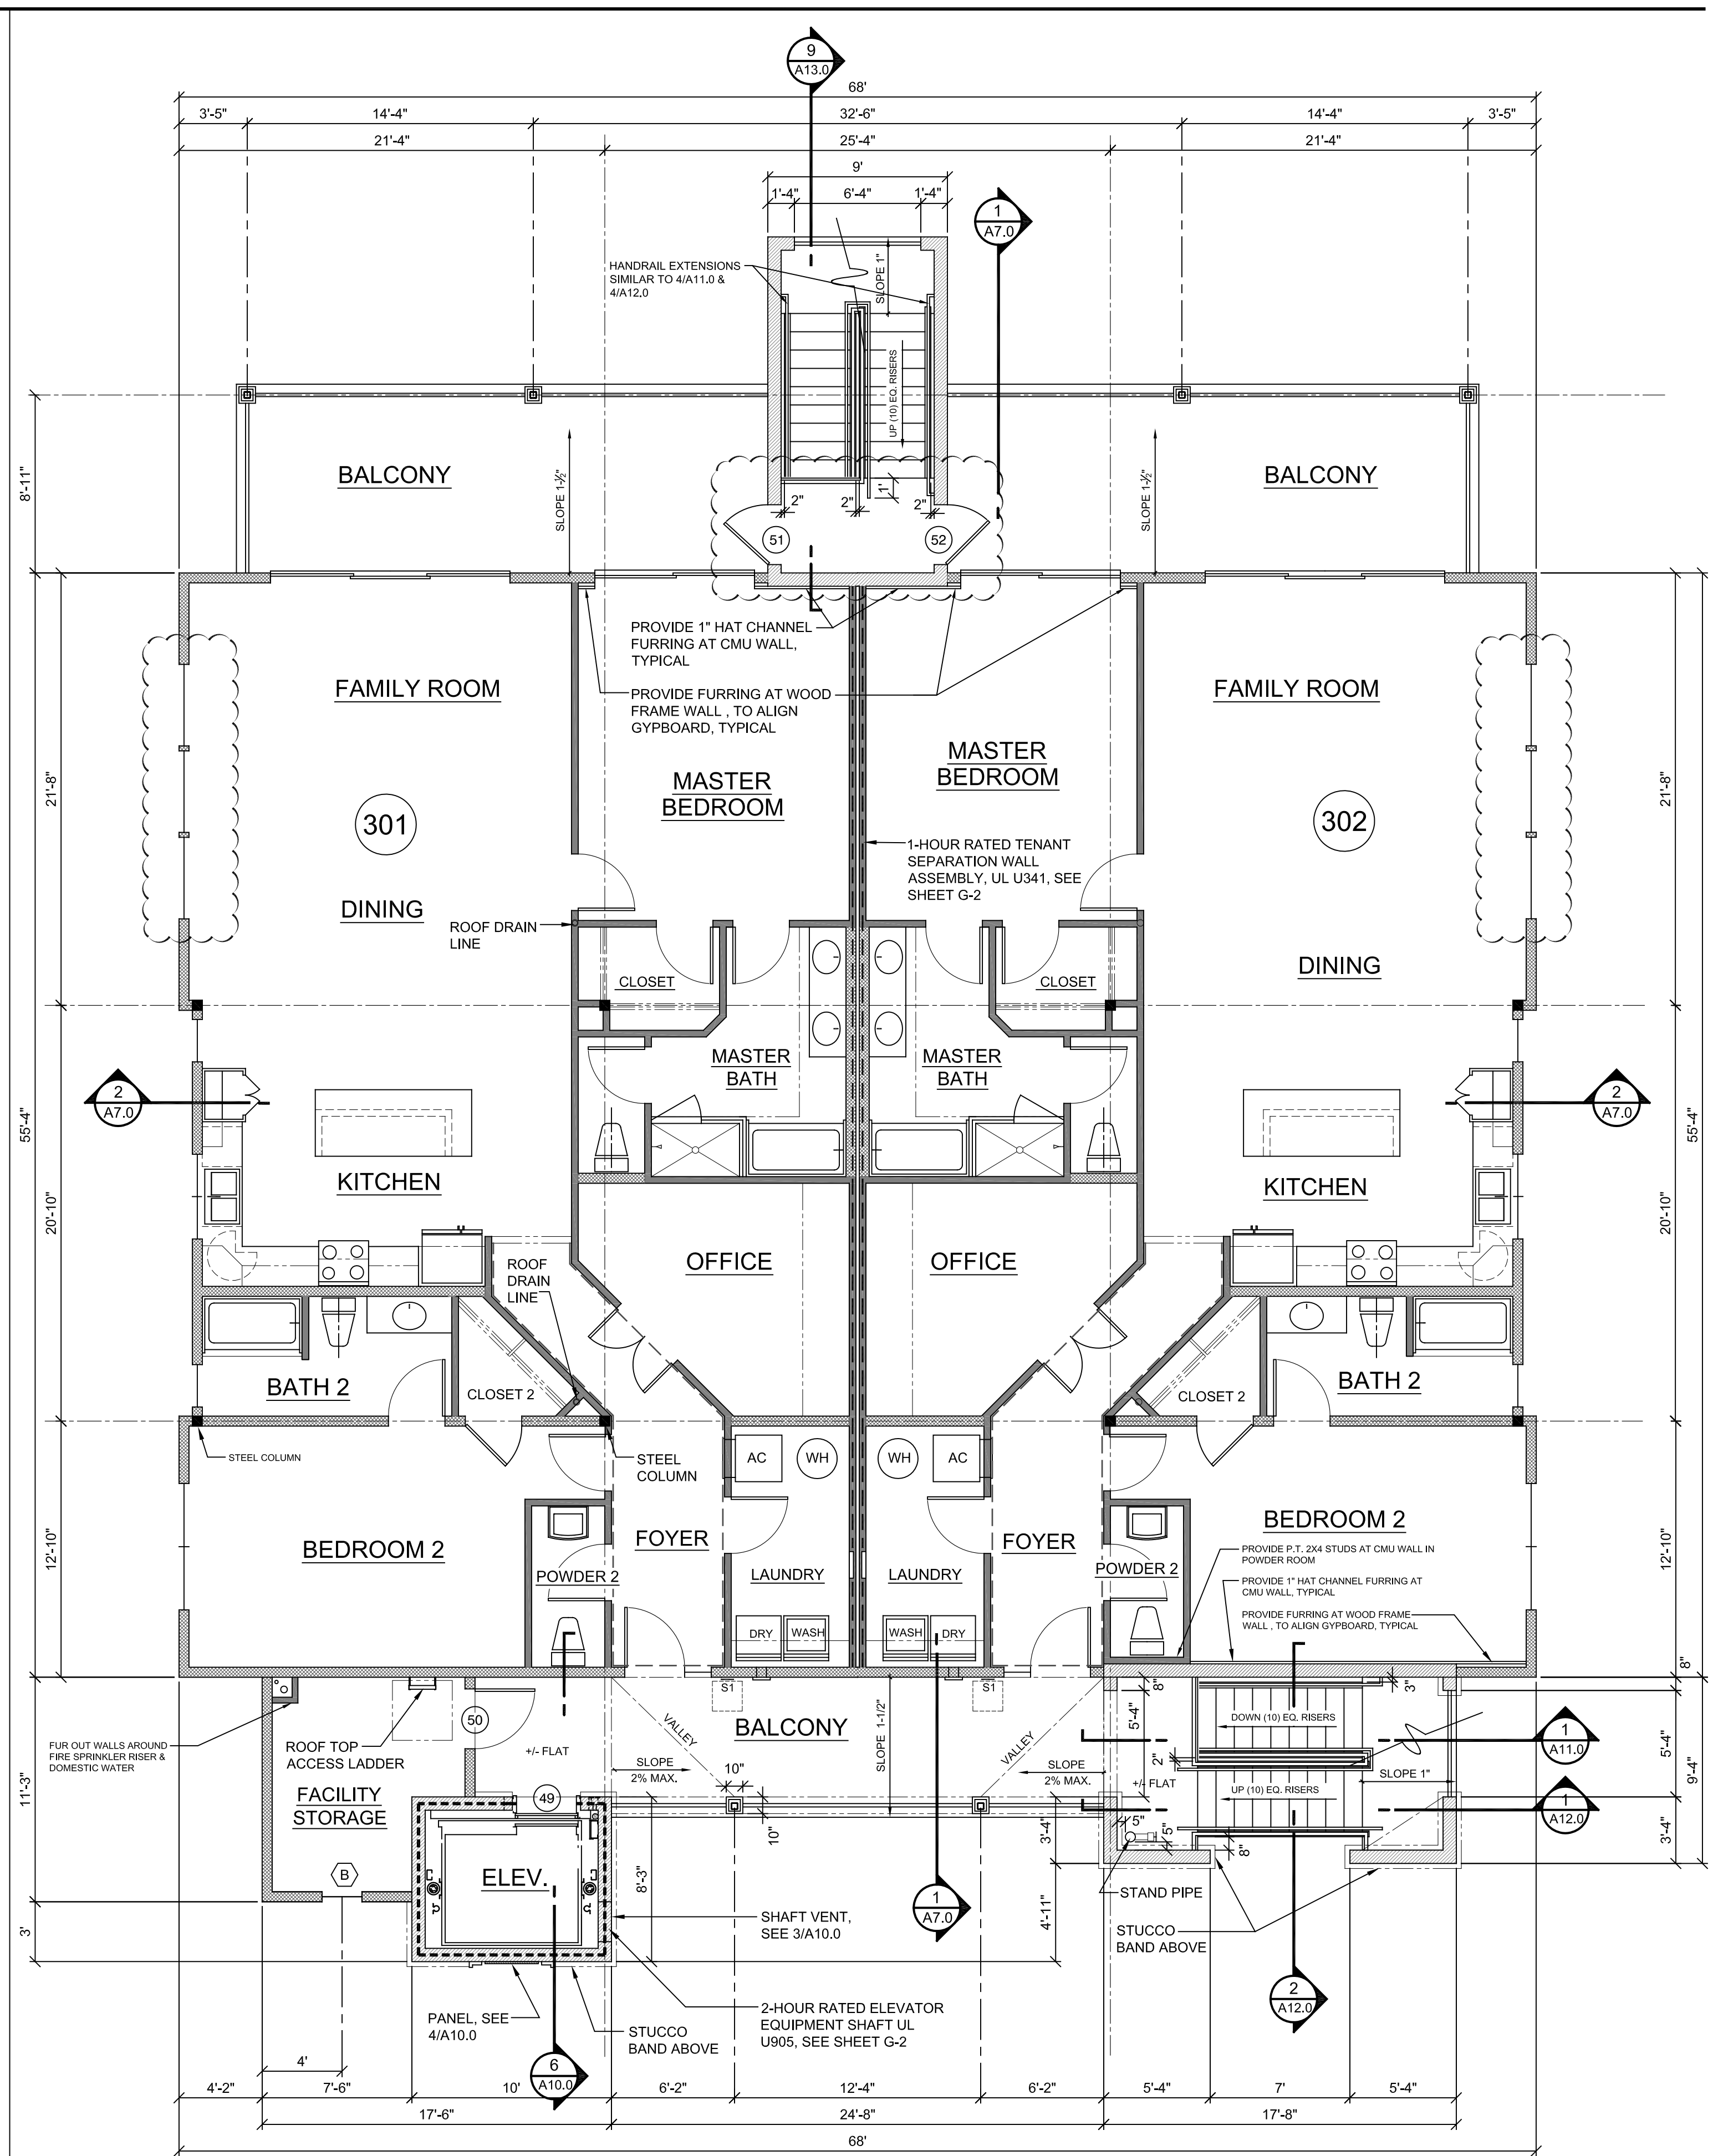 9
A13.0
68'
3'-5"
14'-4"
32'-6"
14'-4"
3'-5"
21'-4"
25'-4"
21'-4"
9'
1'-4"
6'-4"
1'-4"
1
A7.0
HANDRAIL EXTENSIONS
SIMILAR TO 4/A11.0 &
4/A12.0
SLOPE 1"
UP (10) EQ. RISERS
8'-11"
BALCONY
SLOPE 1-½"
1'
2"
2"
2"
51
52
SLOPE 1-½"
BALCONY
PROVIDE 1" HAT CHANNEL
FURRING AT CMU WALL,
TYPICAL
PROVIDE FURRING AT WOOD
FRAME WALL , TO ALIGN
GYPBOARD, TYPICAL
FAMILY ROOM
FAMILY ROOM
MASTER
BEDROOM
MASTER
BEDROOM
21'-8"
21'-8"
301
302
1-HOUR RATED TENANT
SEPARATION WALL
ASSEMBLY, UL U341, SEE
SHEET G-2
DINING
DINING
ROOF DRAIN
LINE
CLOSET
CLOSET
MASTER
BATH
MASTER
BATH
2
A7.0
2
A7.0
55'-4"
55'-4"
KITCHEN
KITCHEN
20'-10"
20'-10"
OFFICE
OFFICE
ROOF
DRAIN
LINE
BATH 2
CLOSET 2
CLOSET 2
BATH 2
STEEL COLUMN
STEEL
COLUMN
AC
WH
WH
AC
12'-10"
12'-10"
BEDROOM 2
FOYER
FOYER
BEDROOM 2
POWDER 2
LAUNDRY
LAUNDRY
POWDER 2
PROVIDE P.T. 2X4 STUDS AT CMU WALL IN
POWDER ROOM
PROVIDE 1" HAT CHANNEL FURRING AT
CMU WALL, TYPICAL
PROVIDE FURRING AT WOOD FRAME
WALL , TO ALIGN GYPBOARD, TYPICAL
DRY
WASH
WASH
DRY
8"
S1
S1
8"
3"
FUR OUT WALLS AROUND
FIRE SPRINKLER RISER &
DOMESTIC WATER
ROOF TOP
ACCESS LADDER
50
+/- FLAT
VALLEY
BALCONY
SLOPE 1-1/2"
VALLEY
5'-4"
DOWN (10) EQ. RISERS
1
A11.0
5'-4"
9'-4"
SLOPE
2% MAX.
10"
SLOPE
2% MAX.
2"
+/- FLAT
SLOPE 1"
UP (10) EQ. RISERS
11'-3"
FACILITY
STORAGE
49
10"
3'-4"
5"
5"
8"
1
A12.0
3'-4"
B
ELEV.
8'-3"
STAND PIPE
1
A7.0
4'-11"
SHAFT VENT,
SEE 3/A10.0
STUCCO
BAND ABOVE
3'
2
A12.0
PANEL, SEE
4/A10.0
STUCCO
BAND ABOVE
2-HOUR RATED ELEVATOR
EQUIPMENT SHAFT UL
U905, SEE SHEET G-2
6
A10.0
4'
4'-2"
7'-6"
10'
6'-2"
12'-4"
6'-2"
5'-4"
7'
5'-4"
17'-6"
24'-8"
17'-8"
68'